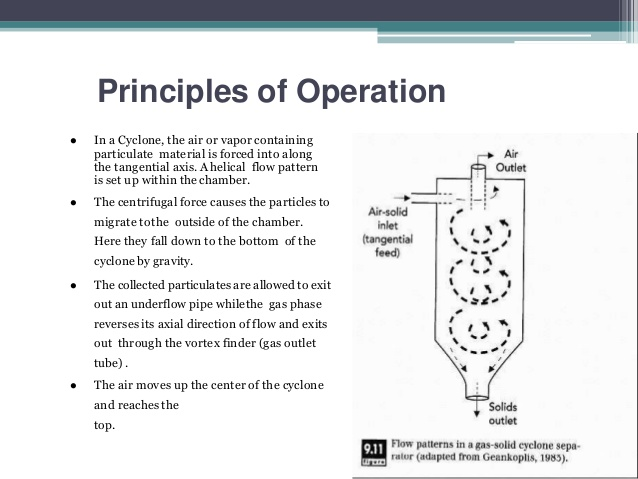 Principles of Operation
● In a Cyclone, the air or vapor containing
particulate material is forced into along
the tangential axis. A helical flow pattern
is set up within the chamber.
● The centrifugal force causes the particles to
migrate to the outside of the chamber.
Here they fall down to the bottom of the
cyclone by gravity.
● The collected particulates are allowed to exit
out an underflow pipe while the gas phase
reverses its axial direction of flow and exits
out through the vortex finder (gas outlet
tube) .
● The air moves up the center of the cyclone
and reaches the
top.
Air
Outlet
Air-solid
inlet
(tangential
feed)
Solids
outlet
9.11 Flow patterns in a gas-solid cyclone sepa-
figure rator (adapted from Geankoplis, 1983).